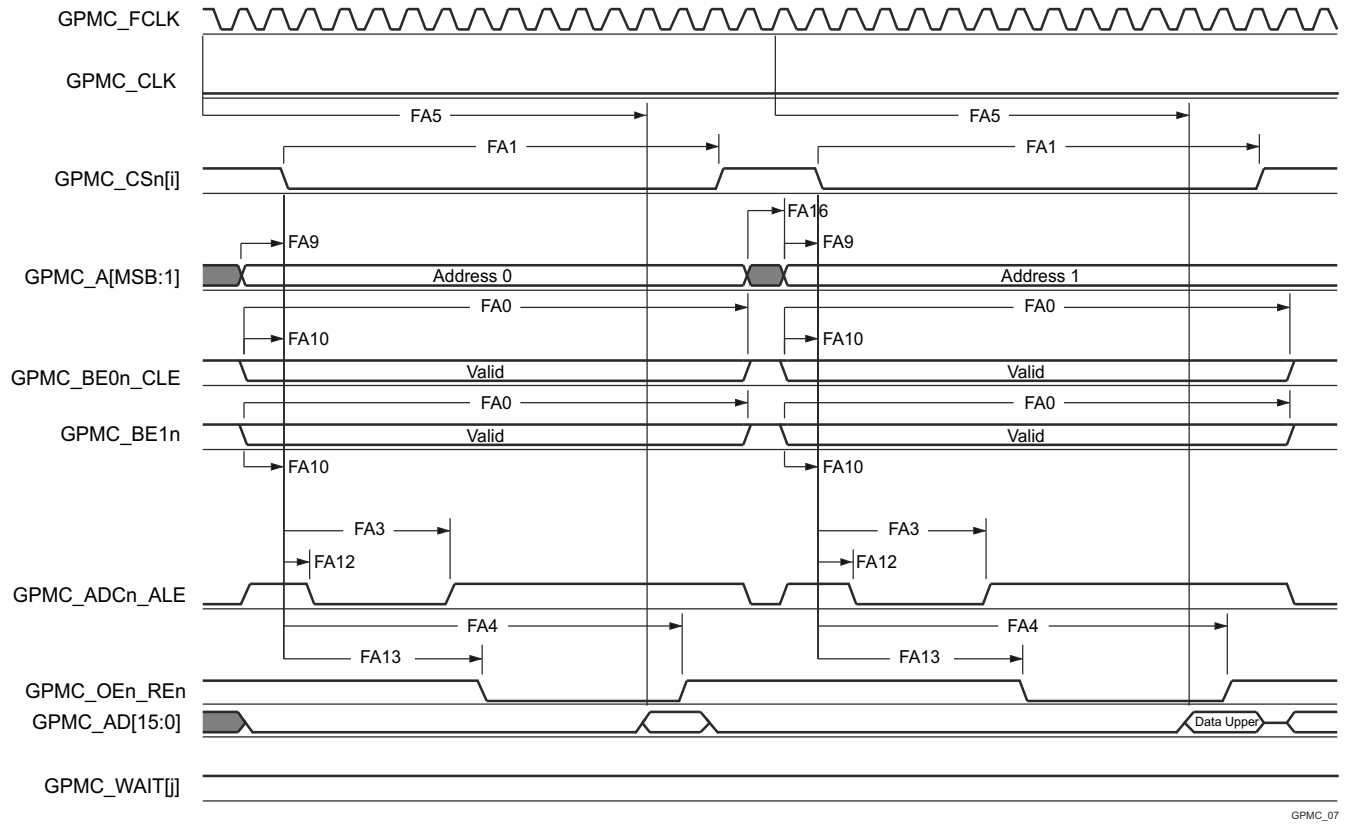 GPMC_FCLK
GPMC_CLK
FA5 FA5
FA1 FA1
GPMC_CSn[i]
FA16
FA9 FA9
GPMC_A[MSB:1] Address 0 Address 1
FA0 FA0
FA10 FA10
GPMC_BE0n_CLE Valid Valid
FA0 FA0
GPMC_BE1n Valid Valid
FA10 FA10
FA3 FA3
FA12 FA12
GPMC_ADCn_ALE
FA4 FA4
FA13 FA13
GPMC_OEn_REn
GPMC_AD[15:0] Data Upper
GPMC_WAIT[j]
GPMC_07